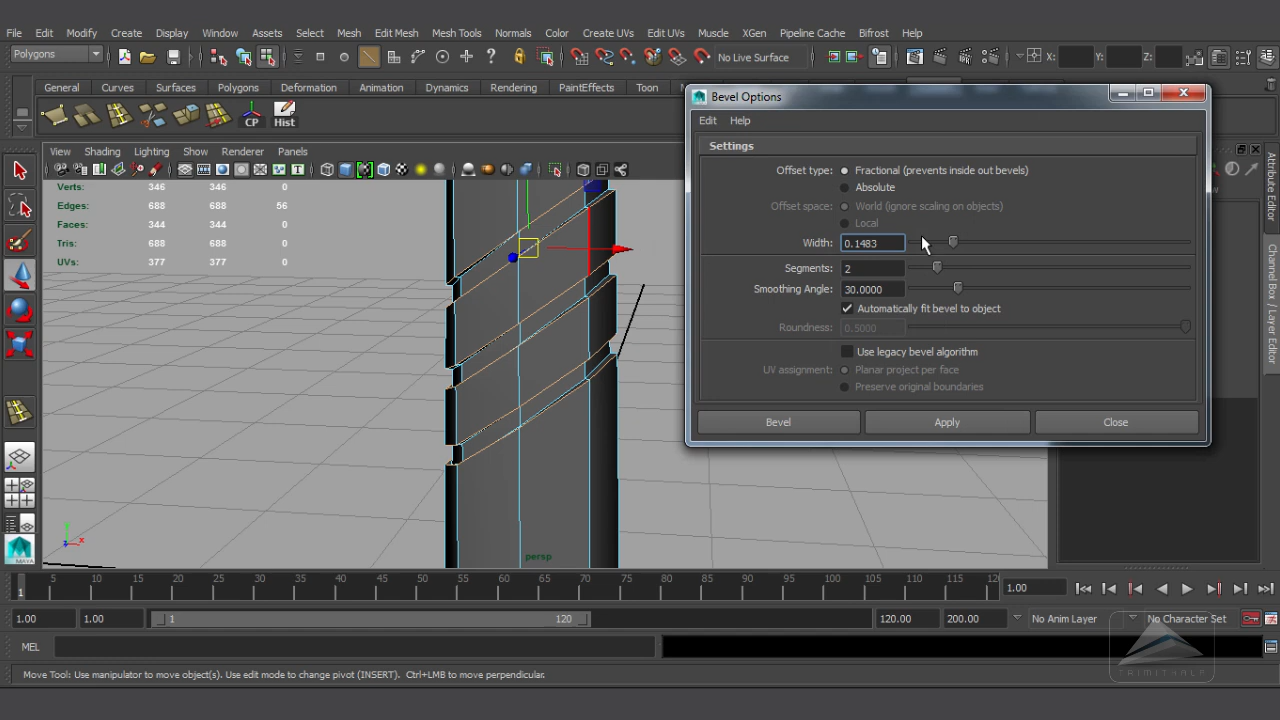 File Edit Modify Create Display Window Assets Select Mesh Edit Mesh Mesh Tools Normals Color Create UVs Edit UVs Muscle XGen Pipeline Cache Bifrost Help
Polygons
No Live Surface
X:
Y:
Z:
General Curves Surfaces Polygons Deformation Animation Dynamics Rendering PaintEffects Toon
CP
Hist
View Shading Lighting Show Renderer Panels
Verts: 346 346 0
Edges: 688 688 56
Faces: 344 344 0
Tris: 688 688 0
UVs: 377 377 0
persp
Bevel Options
Edit Help
Settings
Offset type: Fractional (prevents inside out bevels)
Absolute
Offset space: World (ignore scaling on objects)
Local
Width: 0.1483
Segments: 2
Smoothing Angle: 30.0000
Automatically fit bevel to object
Roundness: 0.5000
Use legacy bevel algorithm
UV assignment: Planar project per face
Preserve original boundaries
Bevel Apply Close
Attribute Editor
Channel Box / Layer Editor
MAYA
1 5 10 15 20 25 30 35 40 45 50 55 60 65 70 75 80 85 90 95 100 105 110 115 120
1.00
1.00 1.00 1 120 120.00 200.00 No Anim Layer No Character Set
MEL
TRIMITHALF
Move Tool: Use manipulator to move object(s). Use edit mode to change pivot (INSERT). Ctrl+LMB to move perpendicular.